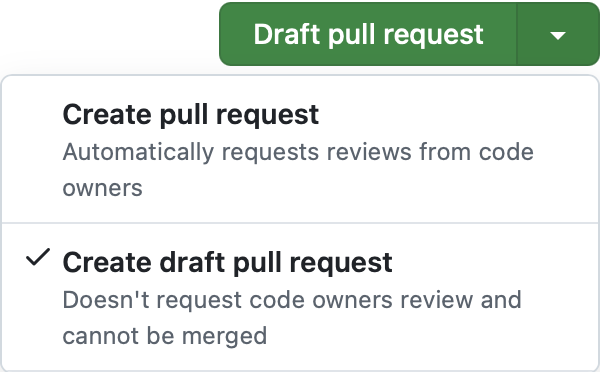 Draft pull request
Create pull request
Automatically requests reviews from code
owners
Create draft pull request
Doesn't request code owners review and
cannot be merged